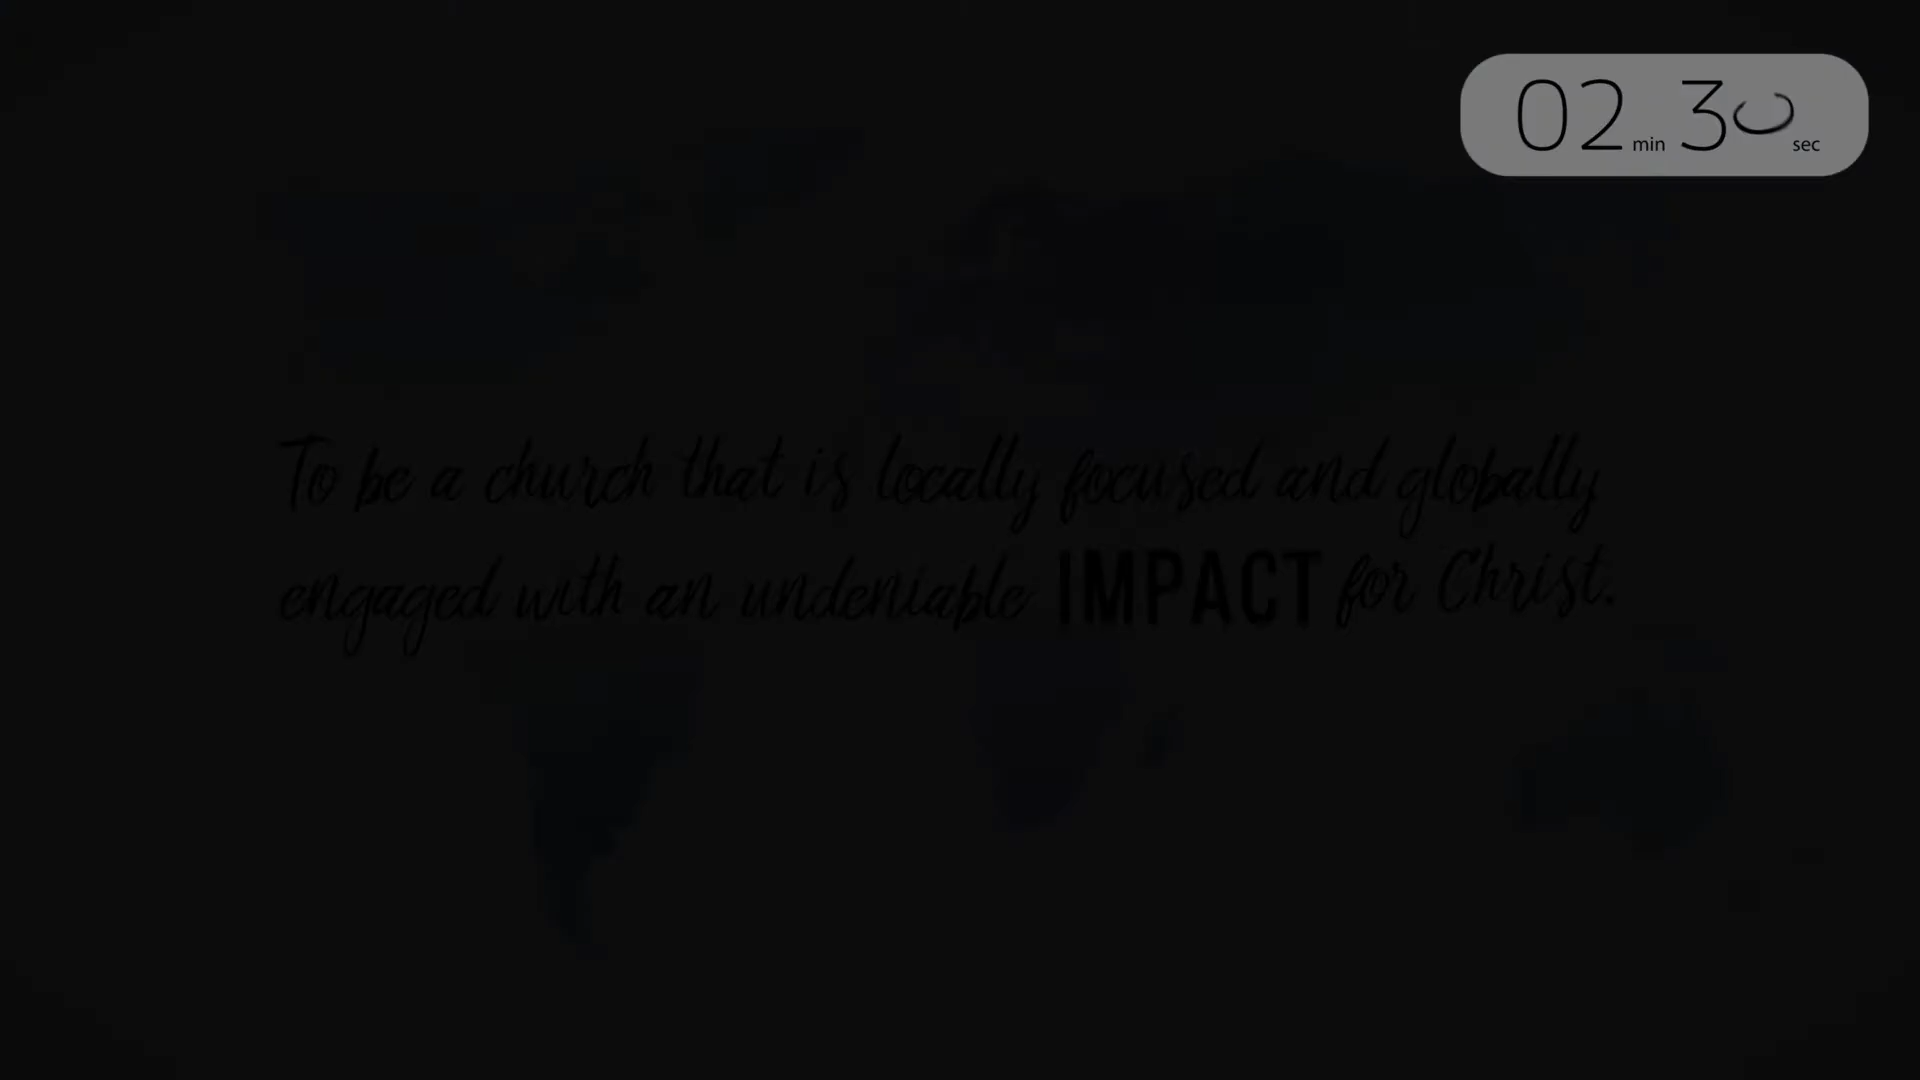 02 min 3 sec
To be a church that is locally focused and globally
engaged with an undeniable IMPACT for Christ.